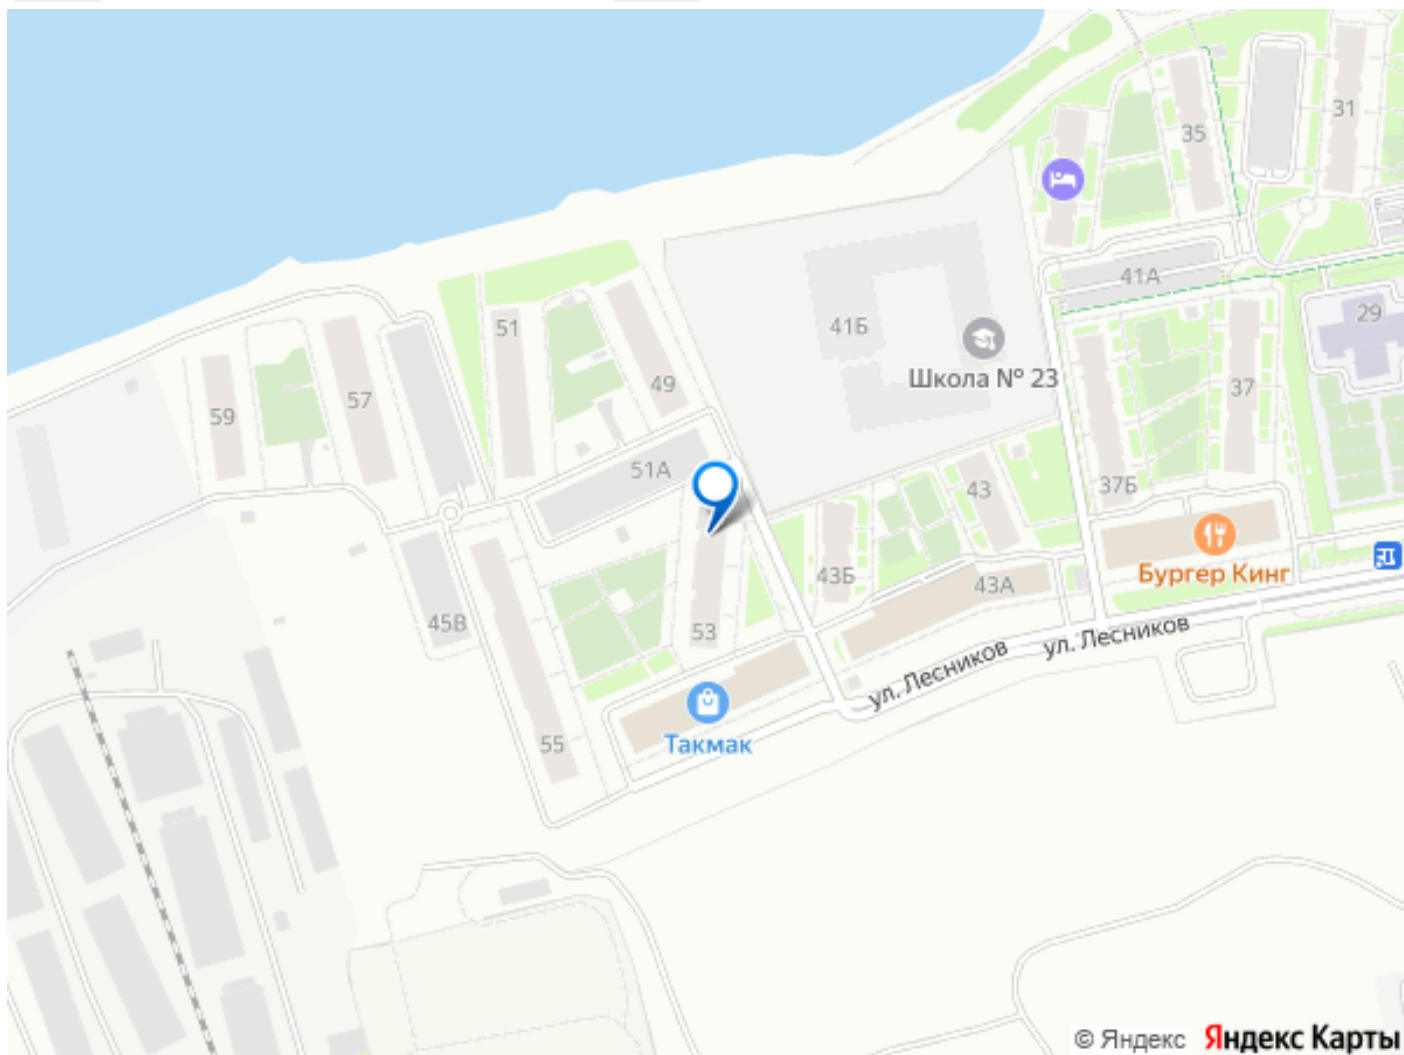 31
35
41А
29
51
41Б
Школа № 23
49
57
59
37
51А
43
37Б
43Б
Бургер Кинг
43А
45В
53
ул. Лесников
ул. Лесников
55
Такмак
© Яндекс Яндекс Карты